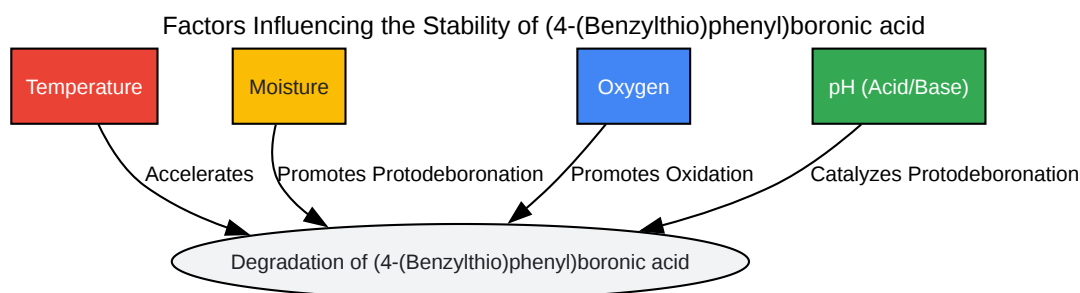 Factors Influencing the Stability of (4-(Benzylthio)phenyl)boronic acid
Temperature
Moisture
Oxygen
pH (Acid/Base)
Accelerates
Promotes Protodeboronation
Promotes Oxidation
Catalyzes Protodeboronation
Degradation of (4-(Benzylthio)phenyl)boronic acid